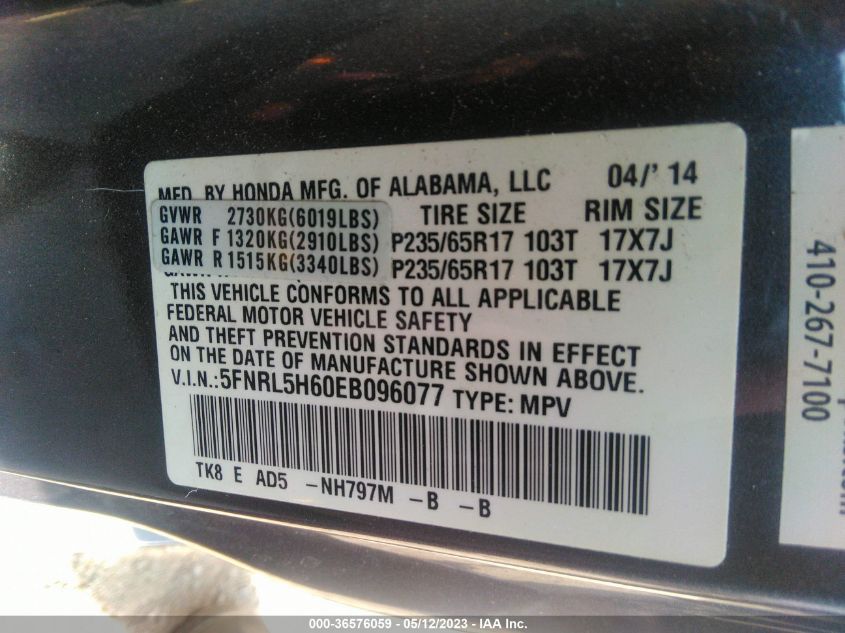 MFD. BY HONDA MFG. OF ALABAMA, LLC 04/' 14
GVWR 2730KG(6019LBS) TIRE SIZE RIM SIZE
GAWR F 1320KG(2910LBS) P235/65R17 103T 17X7J
GAWR R 1515KG(3340LBS) P235/65R17 103T 17X7J
THIS VEHICLE CONFORMS TO ALL APPLICABLE
FEDERAL MOTOR VEHICLE SAFETY
AND THEFT PREVENTION STANDARDS IN EFFECT
ON THE DATE OF MANUFACTURE SHOWN ABOVE.
V.I.N.:5FNRL5H60EB096077 TYPE: MPV
TK8 E AD5 -NH797M -B -B
410-267-7100
000-36576059 - 05/12/2023 - IAA Inc.